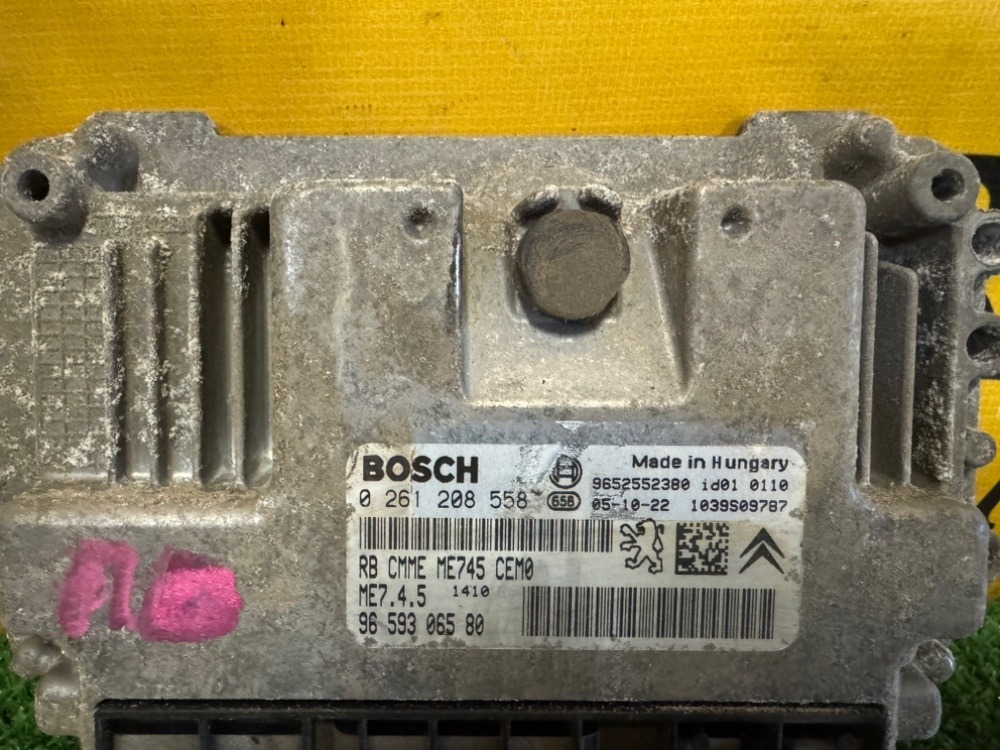 BOSCH
Made in Hungary
0 261 208 558
658
9652552380 id01 0110
05-10-22 1039S09787
RB CMME ME745 CEM0
ME7.4.5 1410
96 593 065 80